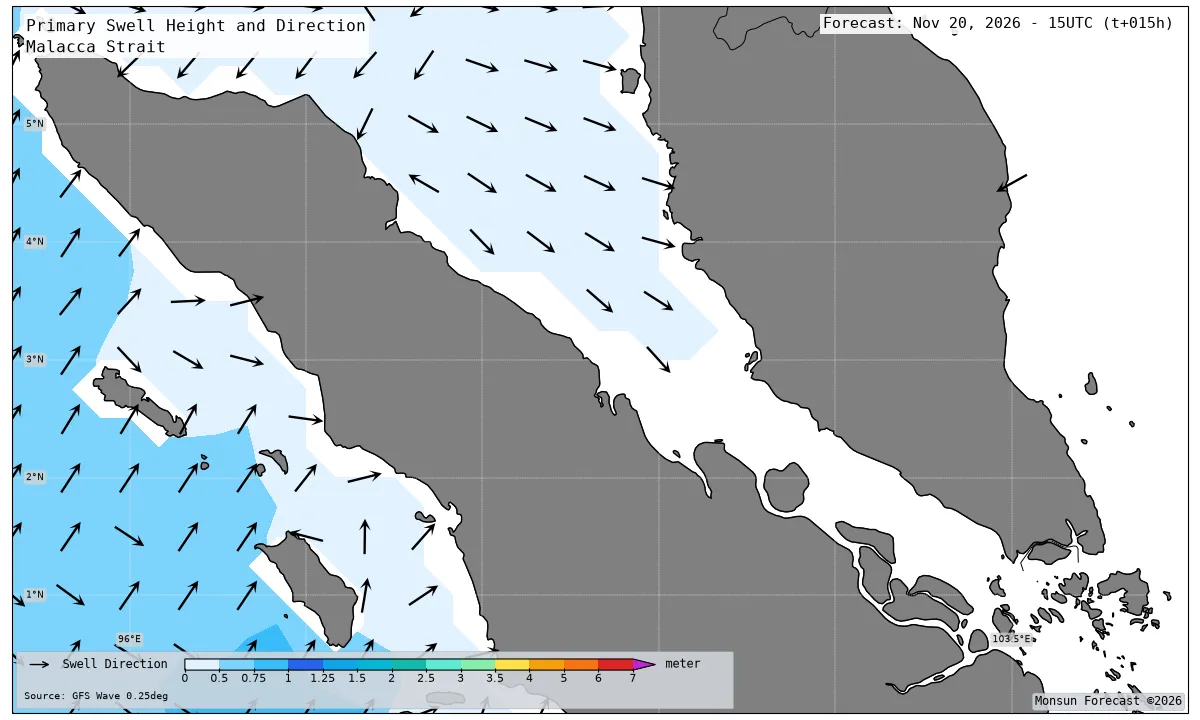 Primary Swell Height and Direction
Malacca Strait
Forecast: Nov 20, 2026 - 15UTC (t+015h)
5°N
4°N
3°N
2°N
1°N
96°E
103.5°E
Swell Direction
meter
0 0.5 0.75 1 1.25 1.5 2 2.5 3 3.5 4 5 6 7
Source: GFS Wave 0.25deg
Monsun Forecast ©2026